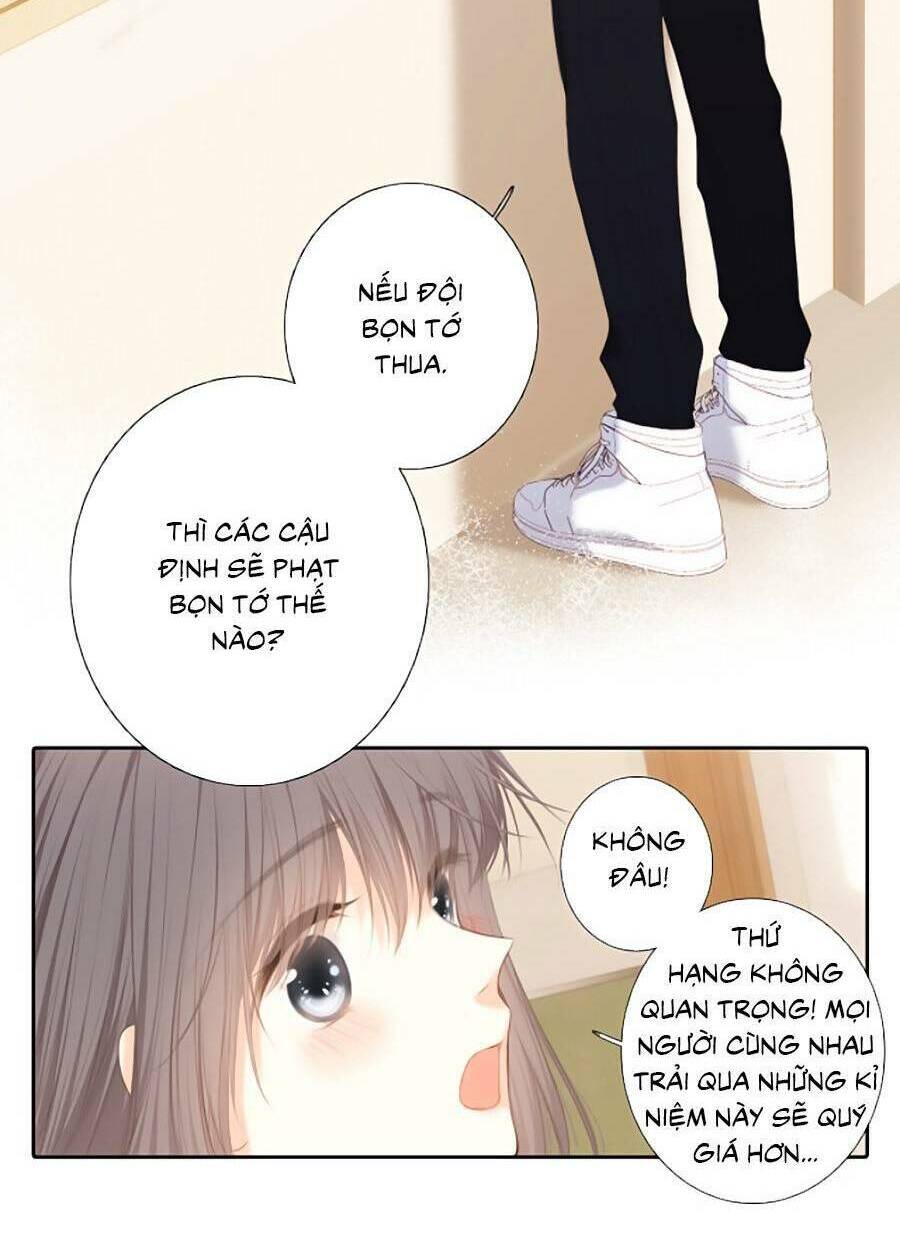 NẾU ĐỘI
BỌN TỚ
THUA.
THÌ CÁC CẬU
ĐỊNH SẼ PHẠT
BỌN TỚ THẾ
NÀO?
KHÔNG
ĐÂU!
THỨ
HẠNG KHÔNG
QUAN TRỌNG! MỌI
NGƯỜI CÙNG NHAU
TRẢI QUA NHỮNG KỈ
NIỆM NÀY SẼ QUÝ
GIÁ HƠN...